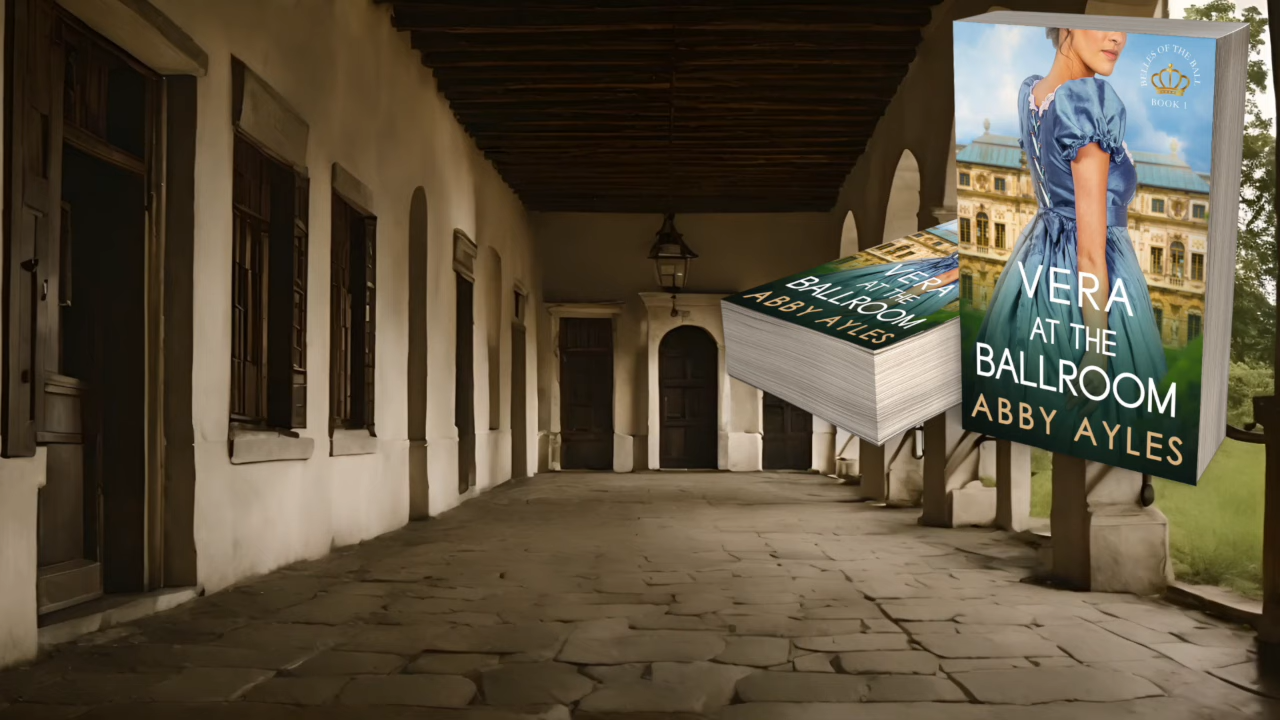 VERA
AT THE
BALLROOM
ABBY AYLES
BELLES OF THE BALL
BOOK 1
VERA
AT THE
BALLROOM
ABBY AYLES